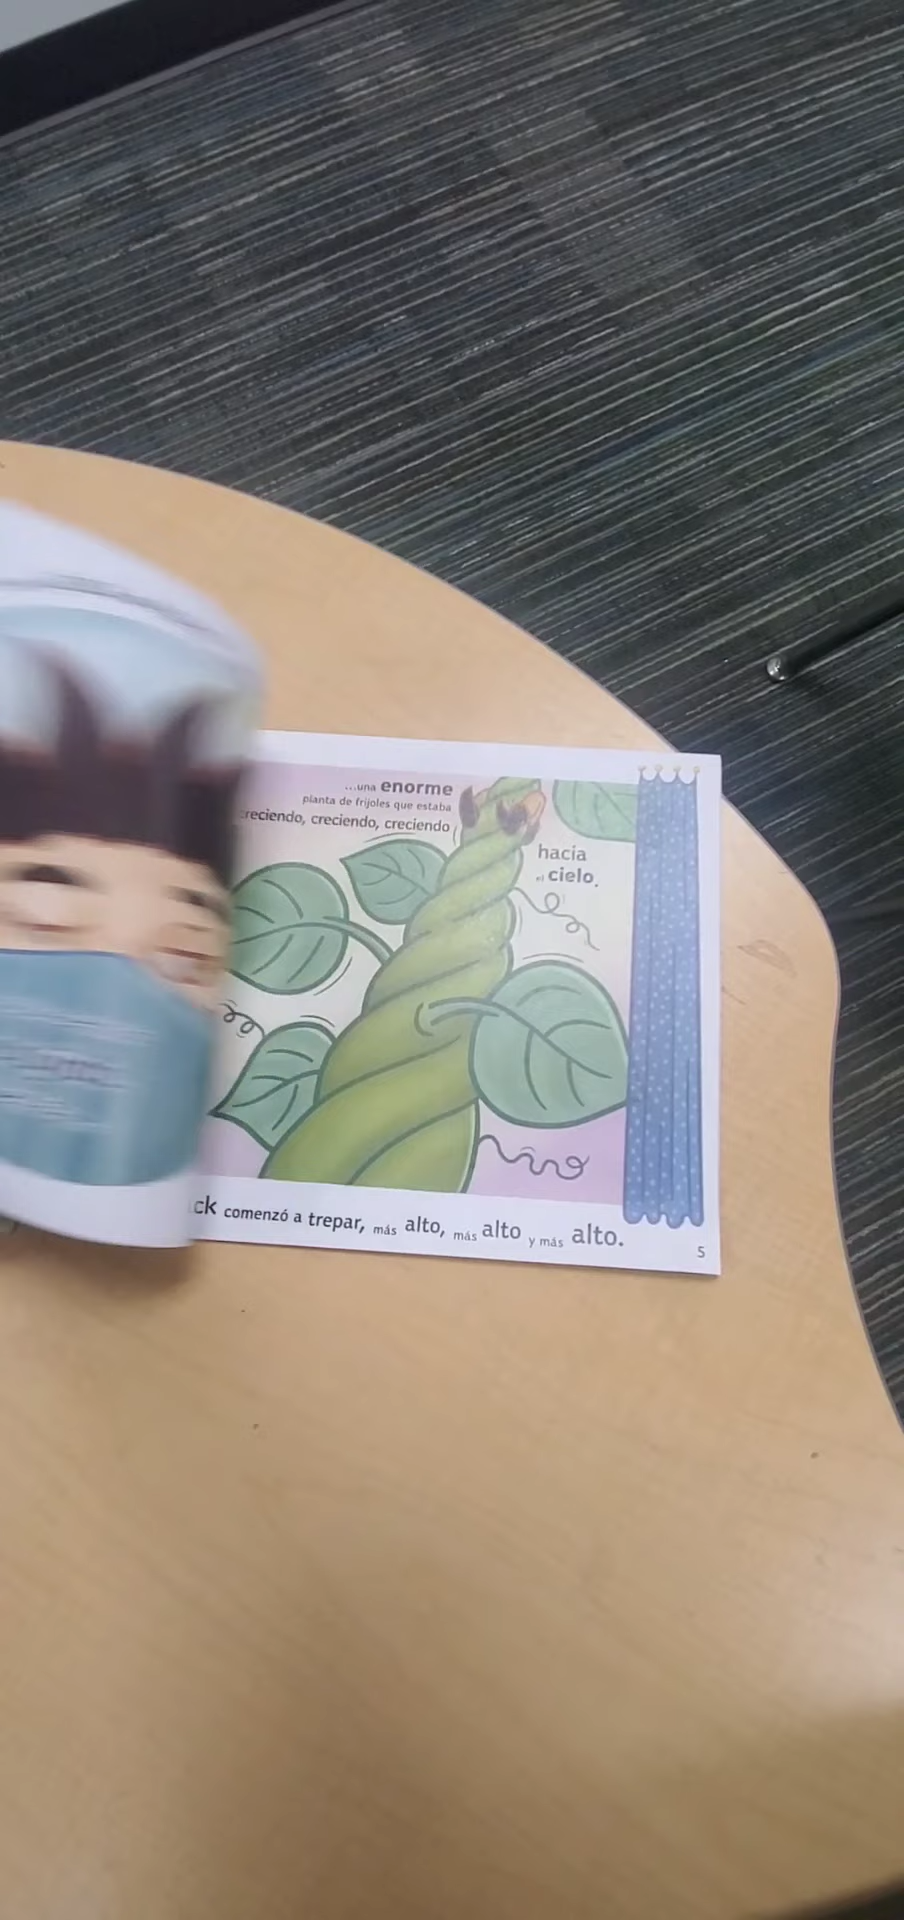 ...una enorme
planta de frijoles que estaba
creciendo, creciendo, creciendo
hacia
el cielo.
ck comenzó a trepar, más alto, más alto y más alto.
5